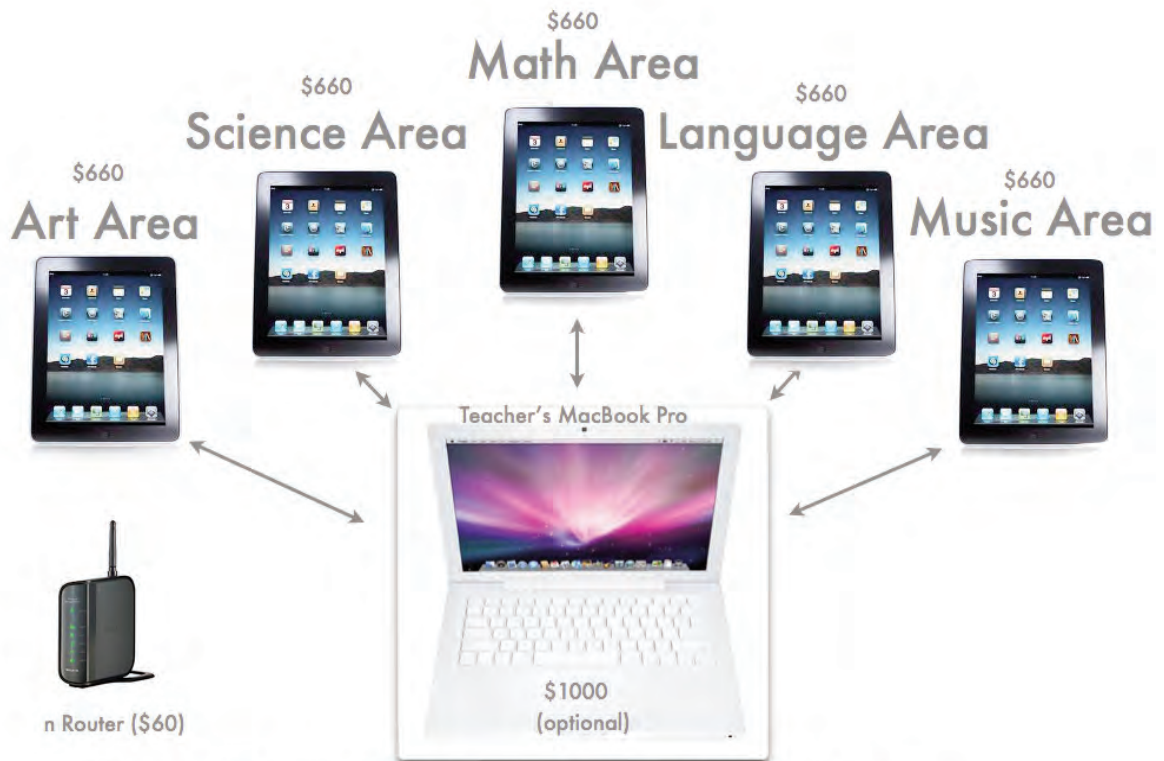 $660
Math Area
$660
Science Area
$660
Language Area
$660
Art Area
$660
Music Area
Teacher's MacBook Pro
$1000
(optional)
n Router ($60)